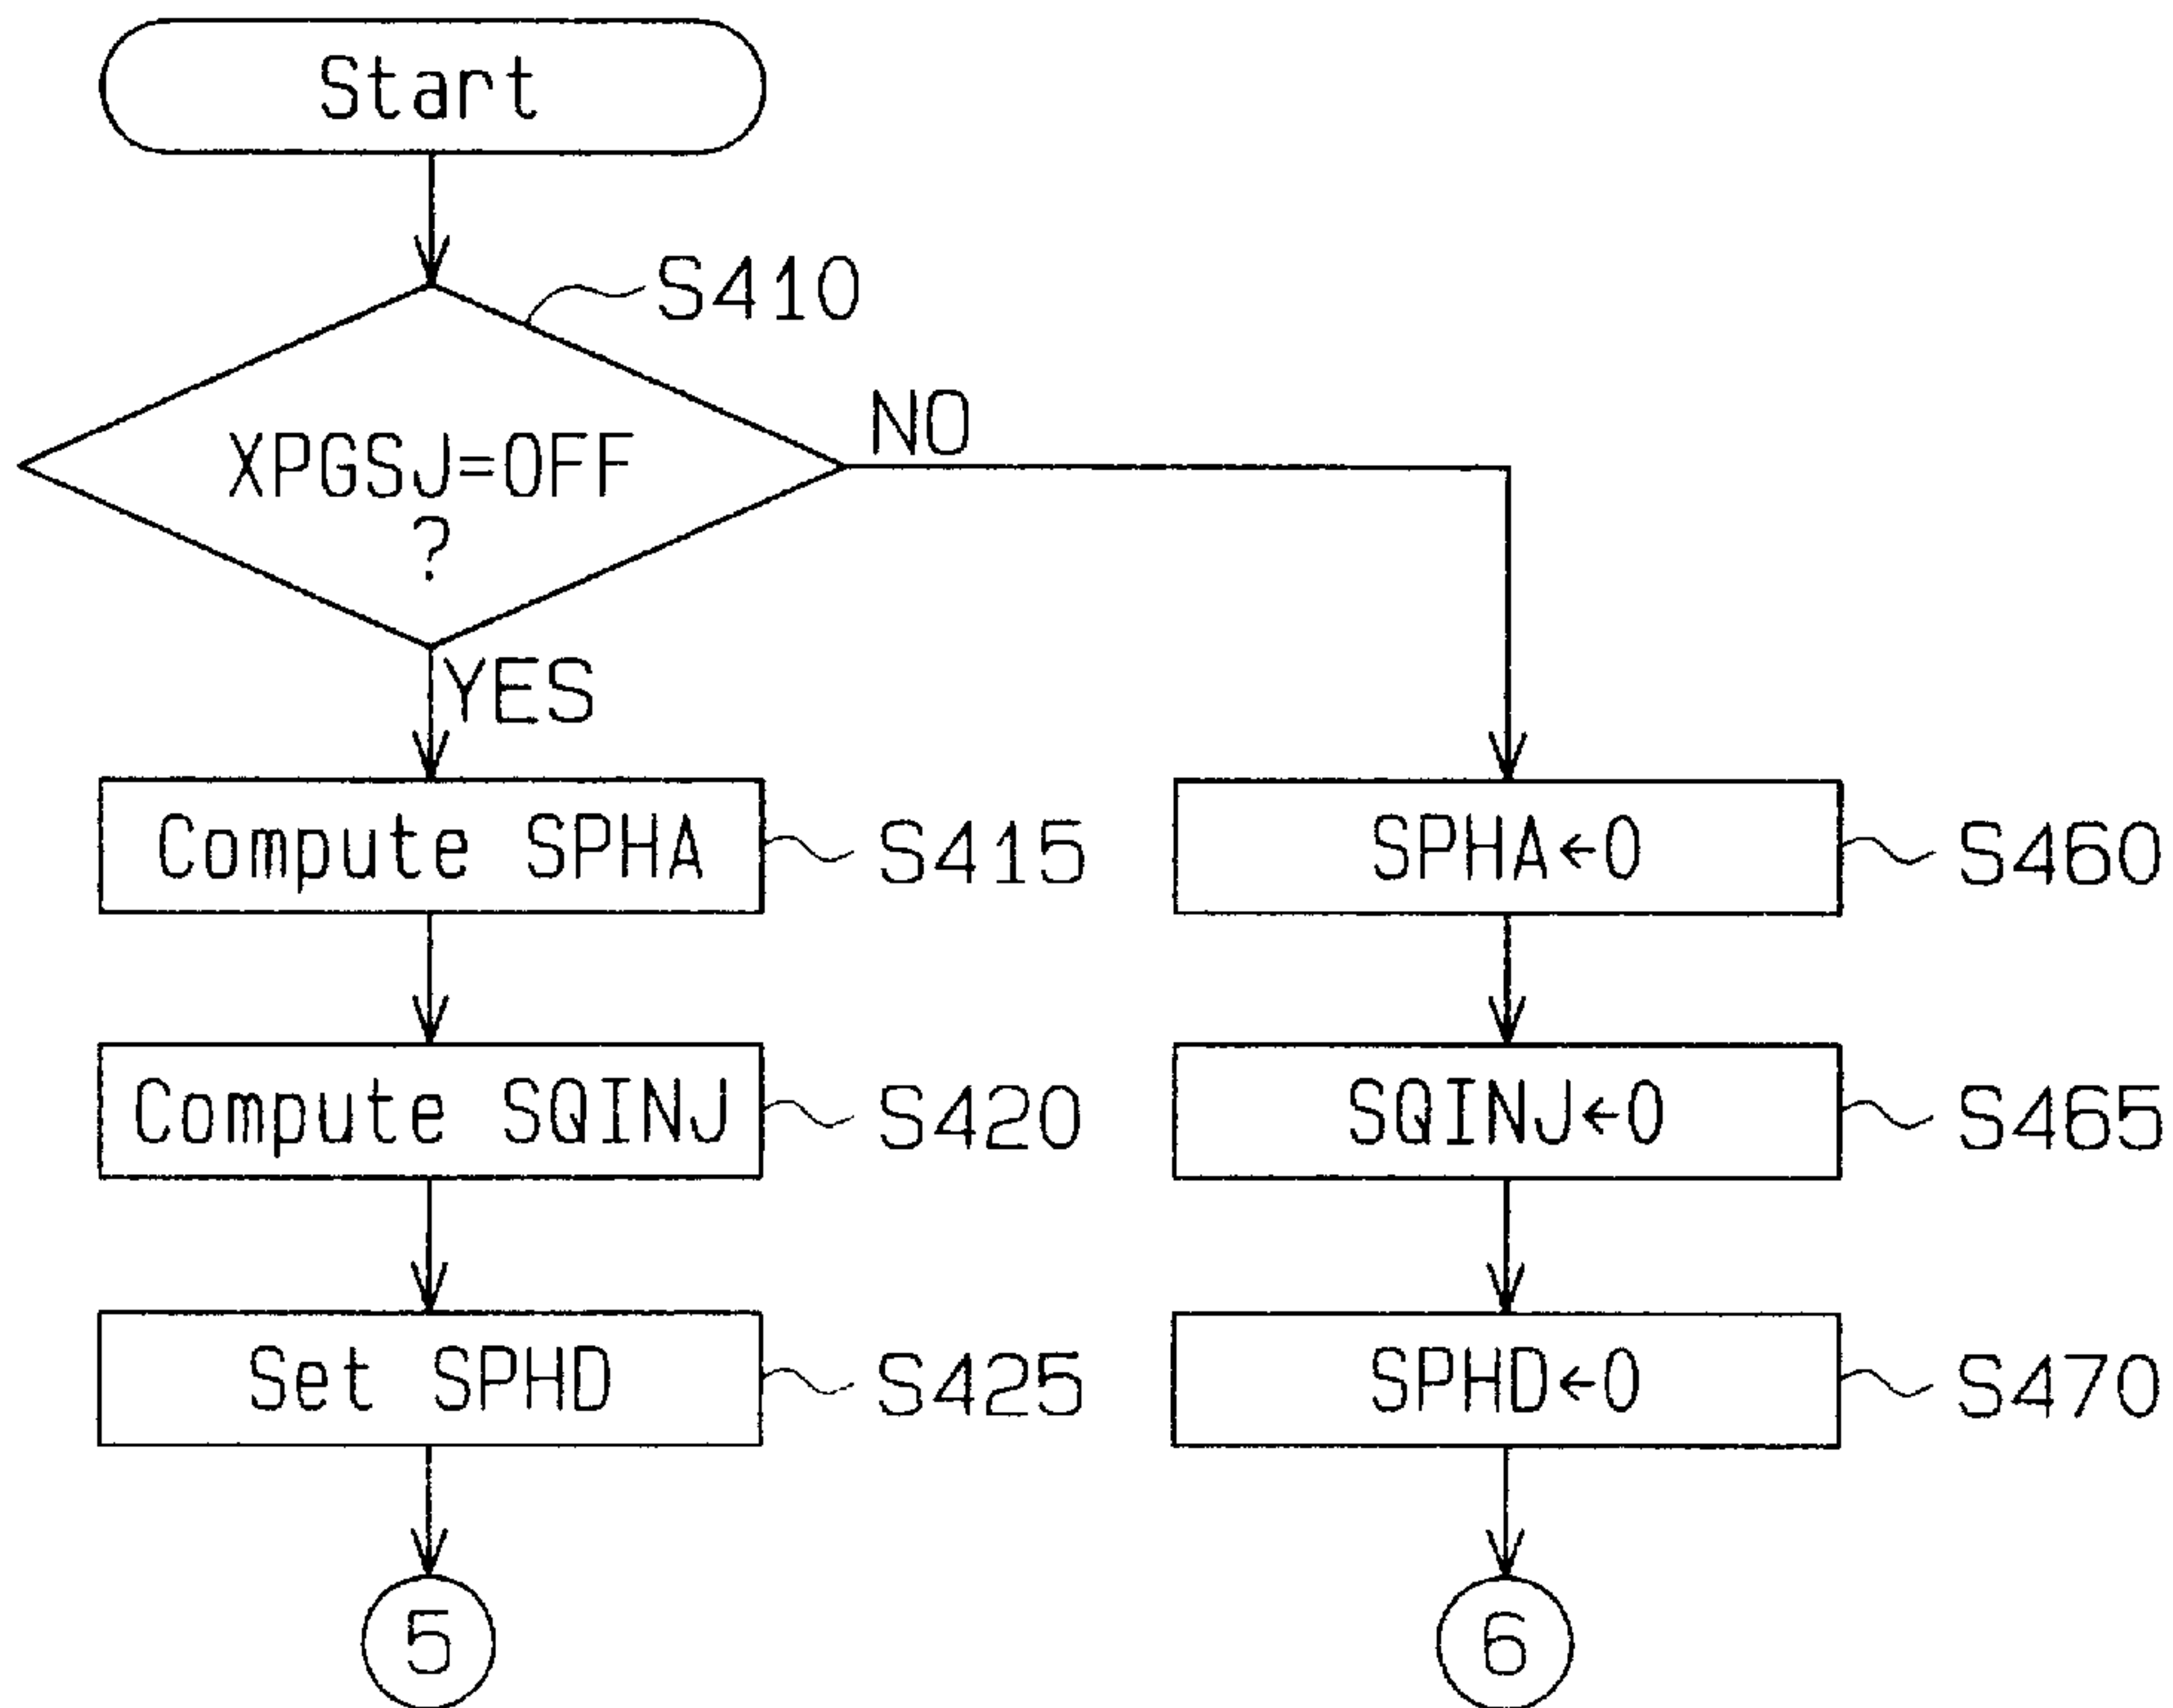 Start
S410
XPGSJ=OFF
?
NO
YES
Compute SPHA
S415
SPHA←0
S460
Compute SQINJ
S420
SQINJ←0
S465
Set SPHD
S425
SPHD←0
S470
5
6